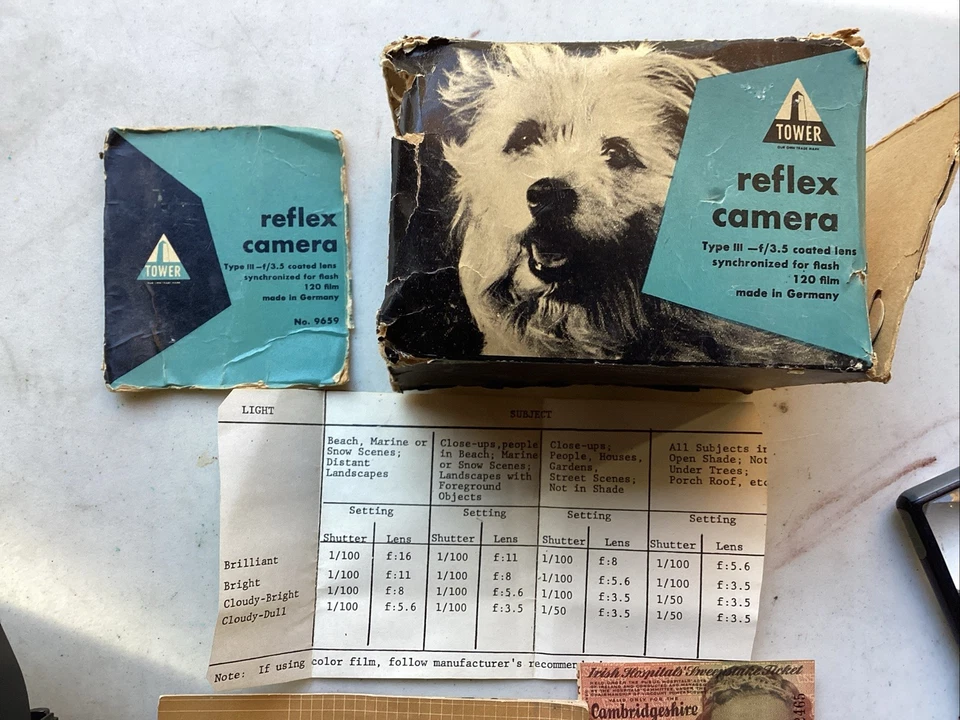 TOWER
reflex
camera
Type III —f/3.5 coated lens
synchronized for flash
120 film
made in Germany
No. 9659
TOWER
OUR OWN TRADE MARK
reflex
camera
Type III —f/3.5 coated lens
synchronized for flash
120 film
made in Germany
LIGHT SUBJECT
Beach, Marine or Close-ups,people Close-ups; All Subjects in
Snow Scenes; in Beach; Marine People, Houses, Open Shade; Not
Distant or Snow Scenes; Gardens, Under Trees;
Landscapes Landscapes with Street Scenes; Porch Roof, etc
Foreground Not in Shade
Objects
Setting Setting Setting Setting
Shutter Lens Shutter Lens Shutter Lens Shutter Lens
Brilliant 1/100 f:16 1/100 f:11 1/100 f:8 1/100 f:5.6
Bright 1/100 f:11 1/100 f:8 1/100 f:5.6 1/100 f:3.5
Cloudy-Bright 1/100 f:8 1/100 f:5.6 1/100 f:3.5 1/50 f:3.5
Cloudy-Dull 1/100 f:5.6 1/100 f:3.5 1/50 f:3.5 1/50 f:3.5
Note: If using color film, follow manufacturer's recommen
Irish Hospitals' Sweepstake Ticket
Cambridgeshire